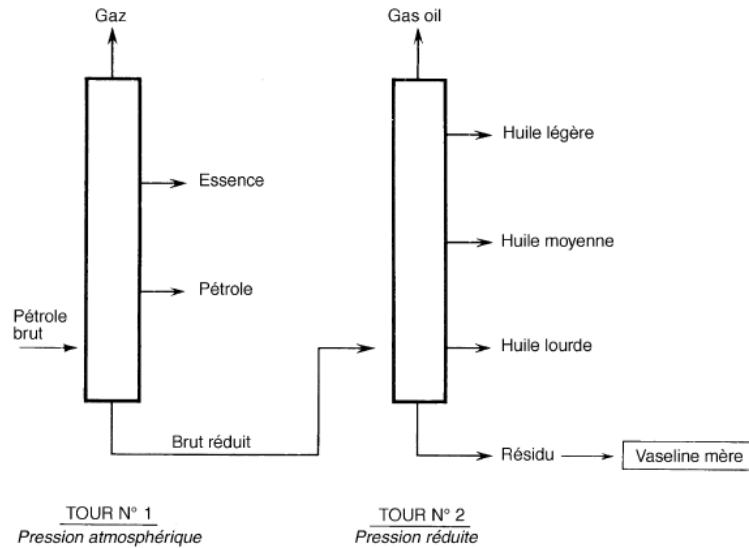 Gaz
Gas oil
Huile légère
Essence
Huile moyenne
Pétrole
Pétrole
brut
Huile lourde
Brut réduit
Résidu
Vaseline mère
TOUR N° 1
Pression atmosphérique
TOUR N° 2
Pression réduite